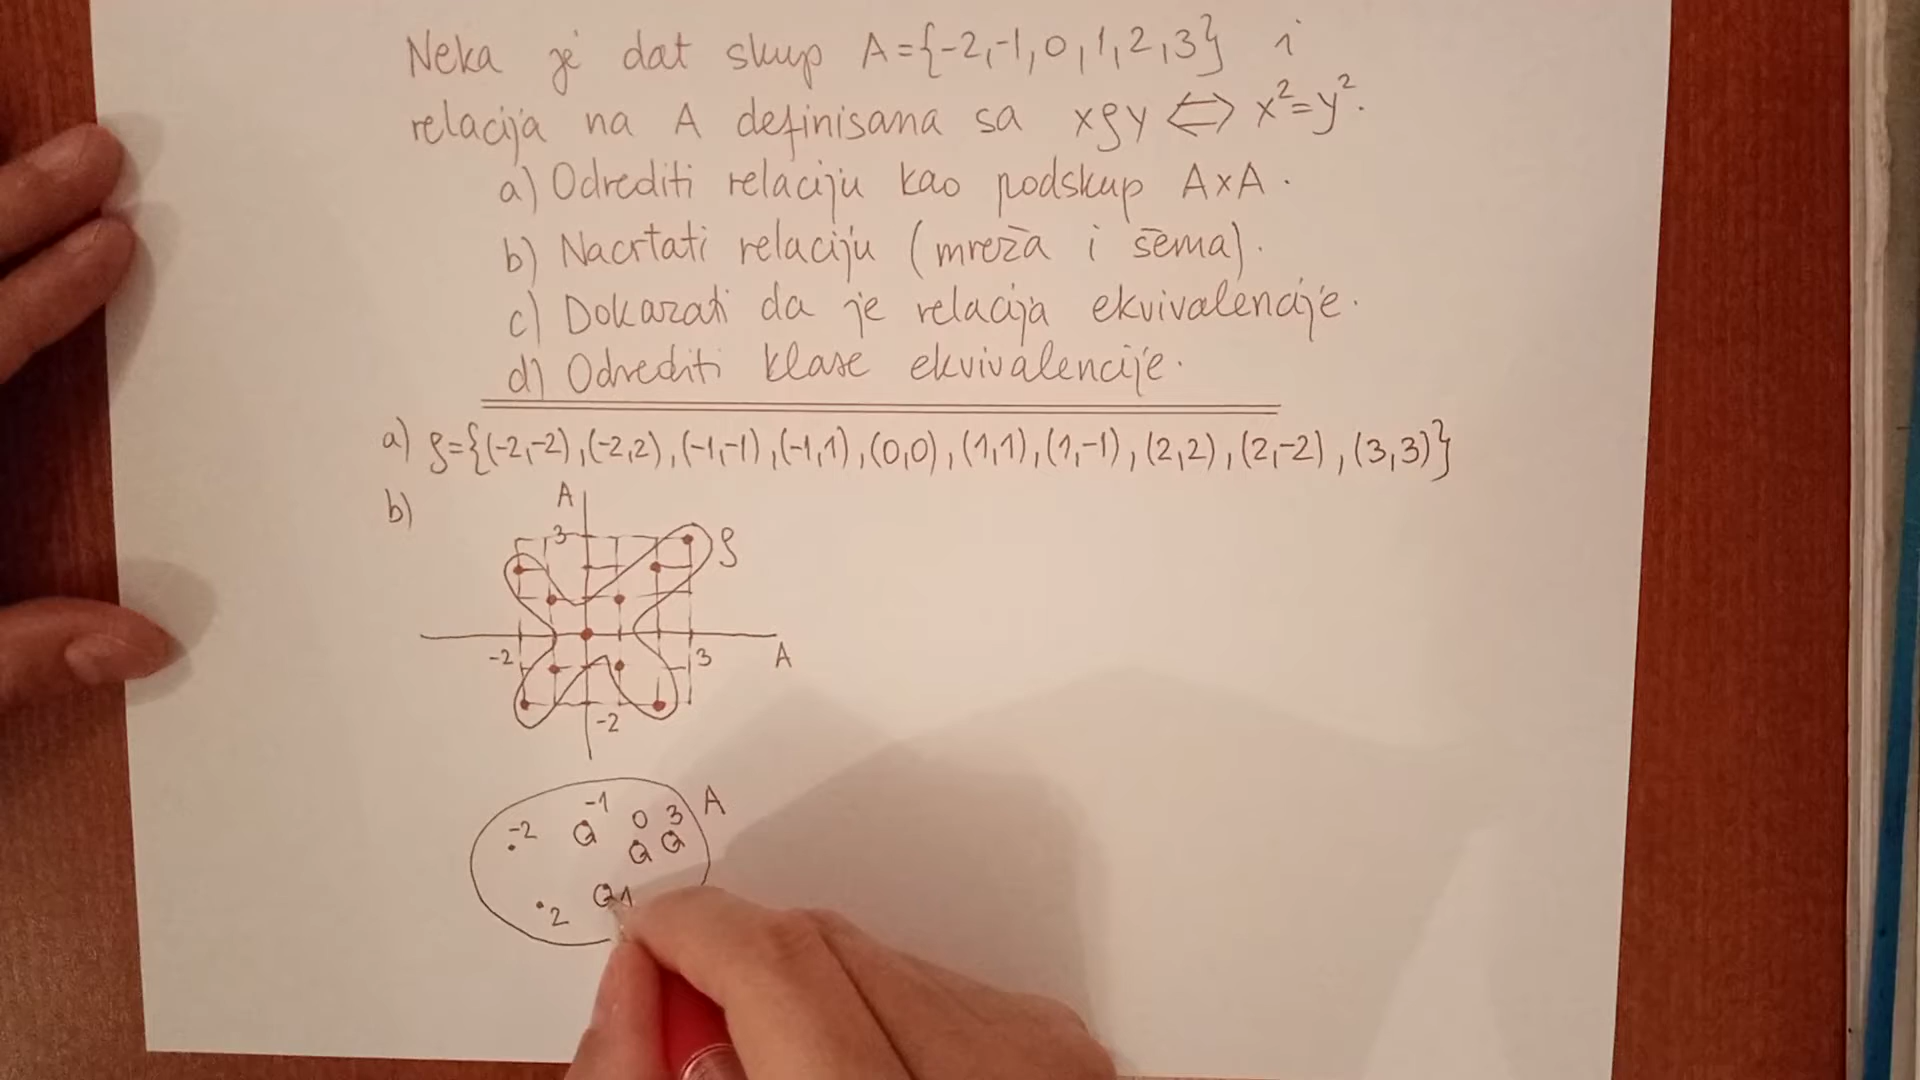 Neka je dat skup A={-2,-1,0,1,2,3} i
relacija na A definisana sa xρy ⇔ x²=y².
a) Odrediti relaciju kao podskup A×A.
b) Nacrtati relaciju (mreža i šema).
c) Dokazati da je relacija ekvivalencije.
d) Odrediti klase ekvivalencije.
a) ρ={(-2,-2),(-2,2),(-1,-1),(-1,1),(0,0),(1,1),(1,-1),(2,2),(2,-2),(3,3)}
b)
A
3
ρ
-2
3
A
-2
-1
0
3
A
-2
1
2